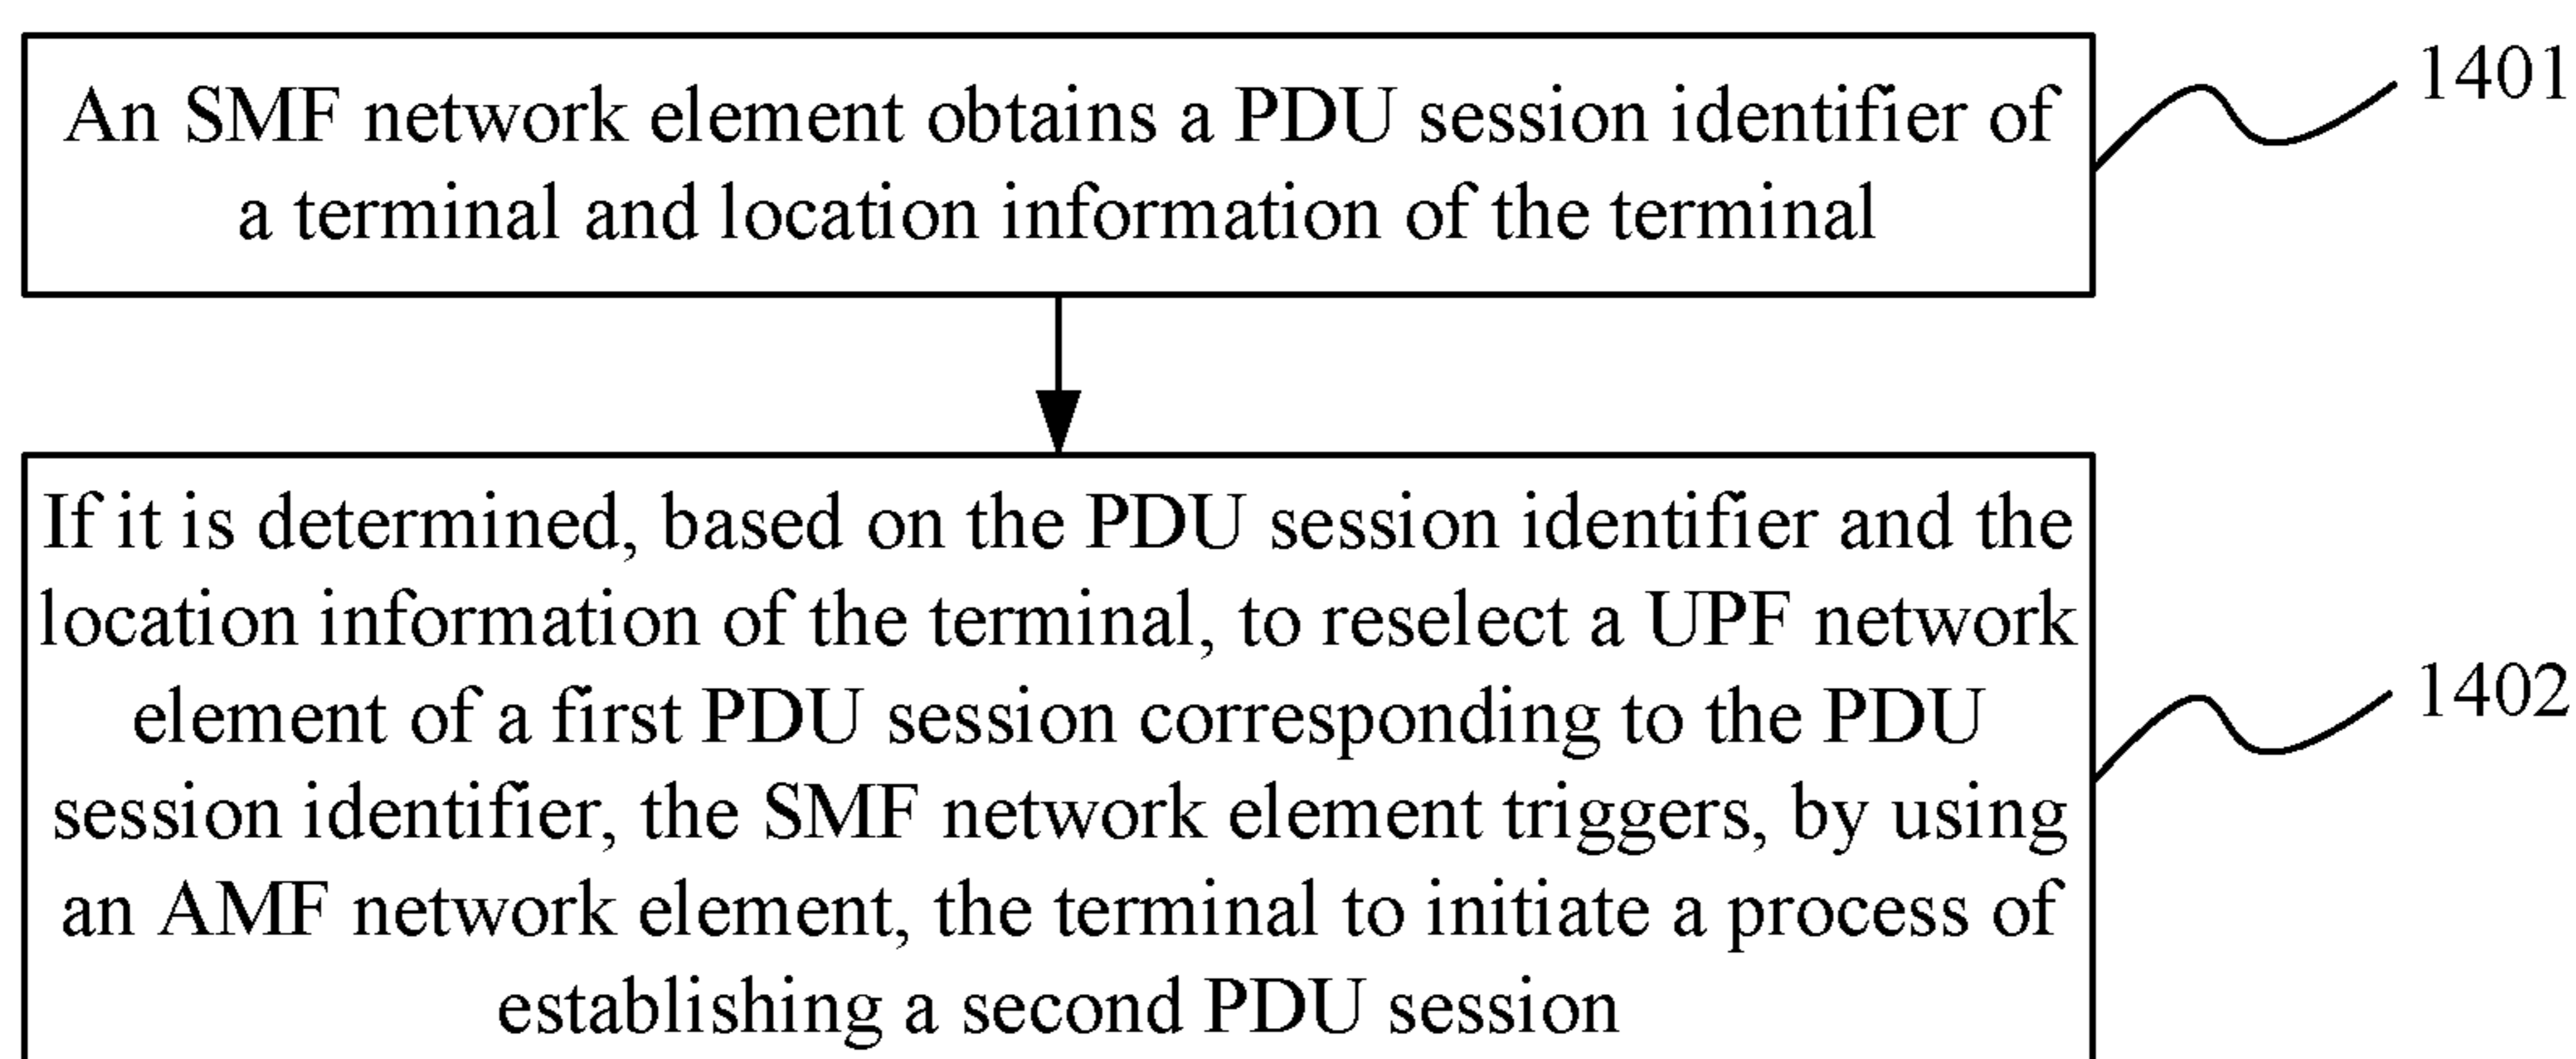 An SMF network element obtains a PDU session identifier of
a terminal and location information of the terminal
1401
If it is determined, based on the PDU session identifier and the
location information of the terminal, to reselect a UPF network
element of a first PDU session corresponding to the PDU
session identifier, the SMF network element triggers, by using
an AMF network element, the terminal to initiate a process of
establishing a second PDU session
1402